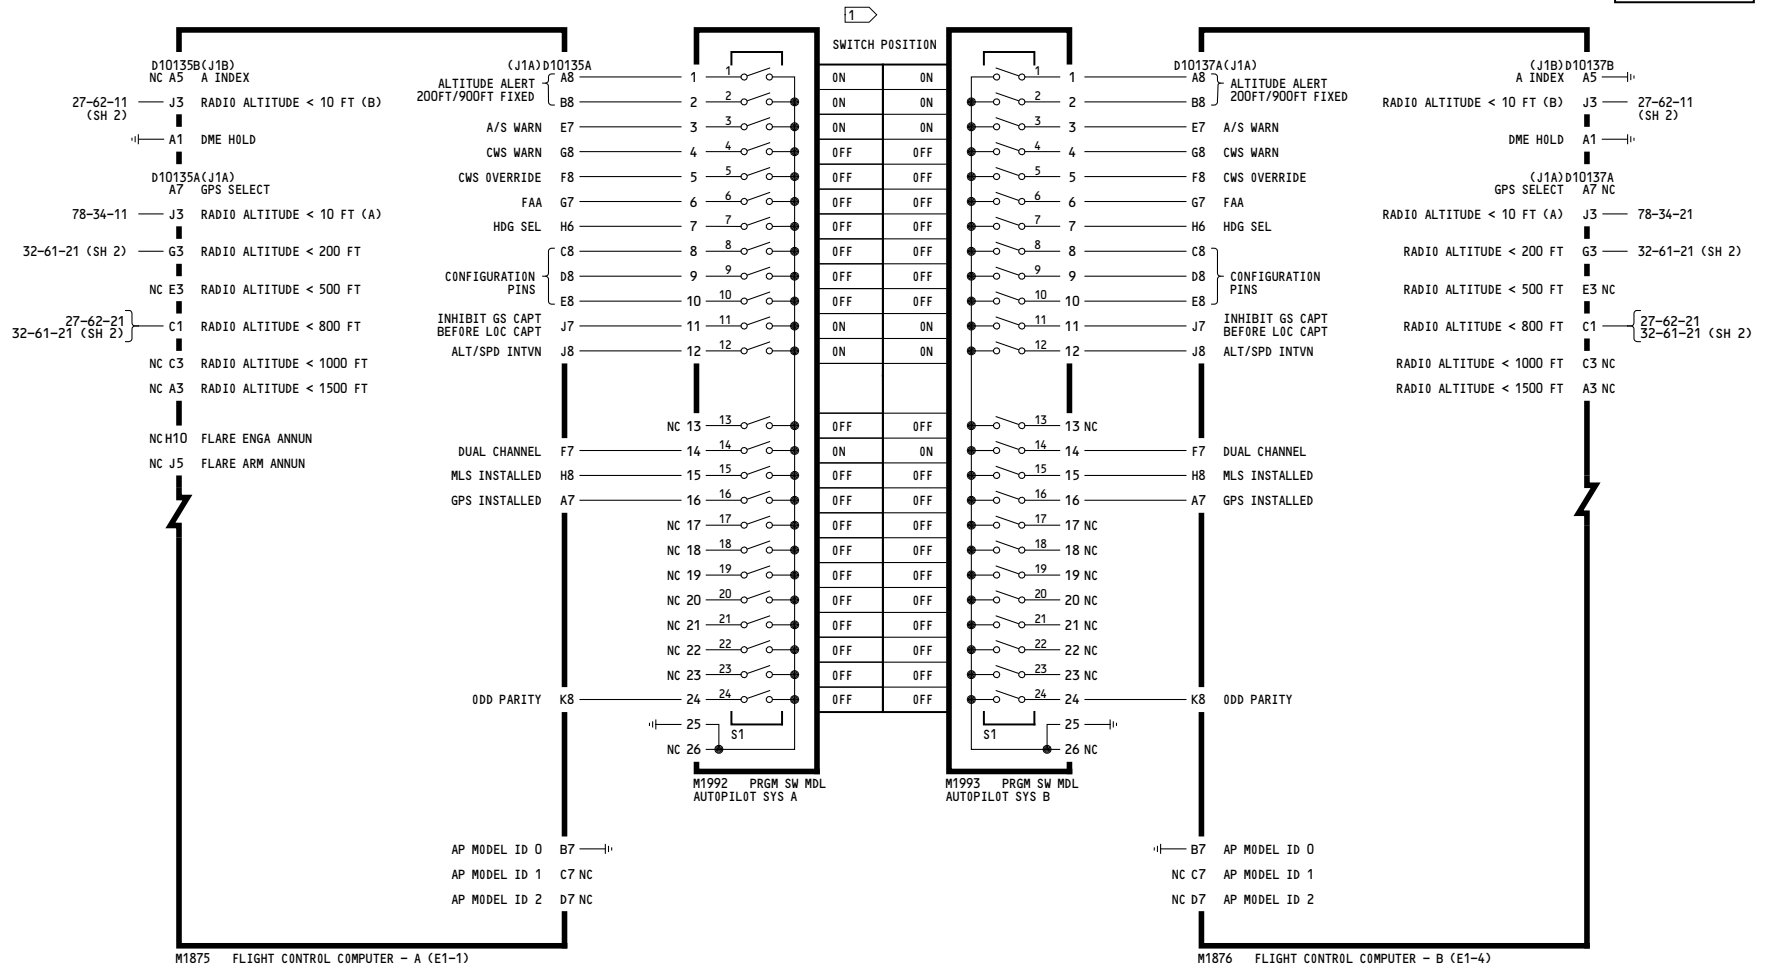 1
SWITCH POSITION
D10135B(J1B)
NC A5 A INDEX
27-62-11
(SH 2)
J3 RADIO ALTITUDE < 10 FT (B)
A1 DME HOLD
D10135A(J1A)
A7 GPS SELECT
78-34-11 J3 RADIO ALTITUDE < 10 FT (A)
32-61-21 (SH 2) G3 RADIO ALTITUDE < 200 FT
NC E3 RADIO ALTITUDE < 500 FT
27-62-21
32-61-21 (SH 2)
C1 RADIO ALTITUDE < 800 FT
NC C3 RADIO ALTITUDE < 1000 FT
NC A3 RADIO ALTITUDE < 1500 FT
NC H10 FLARE ENGA ANNUN
NC J5 FLARE ARM ANNUN
(J1A)D10135A
ALTITUDE ALERT
200FT/900FT FIXED
A8 1 1 ON ON 1 1 A8
B8 2 2 ON ON 2 2 B8
ALTITUDE ALERT
200FT/900FT FIXED
A/S WARN E7 3 3 ON ON 3 3 E7 A/S WARN
CWS WARN G8 4 4 OFF OFF 4 4 G8 CWS WARN
CWS OVERRIDE F8 5 5 OFF OFF 5 5 F8 CWS OVERRIDE
FAA G7 6 6 OFF OFF 6 6 G7 FAA
HDG SEL H6 7 7 OFF OFF 7 7 H6 HDG SEL
CONFIGURATION
PINS
C8 8 8 OFF OFF 8 8 C8
D8 9 9 OFF OFF 9 9 D8
E8 10 10 OFF OFF 10 10 E8
CONFIGURATION
PINS
INHIBIT GS CAPT
BEFORE LOC CAPT
J7 11 11 ON ON 11 11 J7
INHIBIT GS CAPT
BEFORE LOC CAPT
ALT/SPD INTVN J8 12 12 ON ON 12 12 J8 ALT/SPD INTVN
NC 13 13 OFF OFF 13 13 NC
DUAL CHANNEL F7 14 14 ON ON 14 14 F7 DUAL CHANNEL
MLS INSTALLED H8 15 15 OFF OFF 15 15 H8 MLS INSTALLED
GPS INSTALLED A7 16 16 OFF OFF 16 16 A7 GPS INSTALLED
NC 17 17 OFF OFF 17 17 NC
NC 18 18 OFF OFF 18 18 NC
NC 19 19 OFF OFF 19 19 NC
NC 20 20 OFF OFF 20 20 NC
NC 21 21 OFF OFF 21 21 NC
NC 22 22 OFF OFF 22 22 NC
NC 23 23 OFF OFF 23 23 NC
ODD PARITY K8 24 24 OFF OFF 24 24 K8 ODD PARITY
25 S1 S1 25
NC 26 26 NC
M1992 PRGM SW MDL
AUTOPILOT SYS A
M1993 PRGM SW MDL
AUTOPILOT SYS B
AP MODEL ID 0 B7
AP MODEL ID 1 C7 NC
AP MODEL ID 2 D7 NC
M1875 FLIGHT CONTROL COMPUTER - A (E1-1)
D10137A(J1A)
(J1B)D10137B
A INDEX A5
RADIO ALTITUDE < 10 FT (B) J3 27-62-11
(SH 2)
DME HOLD A1
(J1A)D10137A
GPS SELECT A7 NC
RADIO ALTITUDE < 10 FT (A) J3 78-34-21
RADIO ALTITUDE < 200 FT G3 32-61-21 (SH 2)
RADIO ALTITUDE < 500 FT E3 NC
RADIO ALTITUDE < 800 FT C1
27-62-21
32-61-21 (SH 2)
RADIO ALTITUDE < 1000 FT C3 NC
RADIO ALTITUDE < 1500 FT A3 NC
B7 AP MODEL ID 0
NC C7 AP MODEL ID 1
NC D7 AP MODEL ID 2
M1876 FLIGHT CONTROL COMPUTER - B (E1-4)